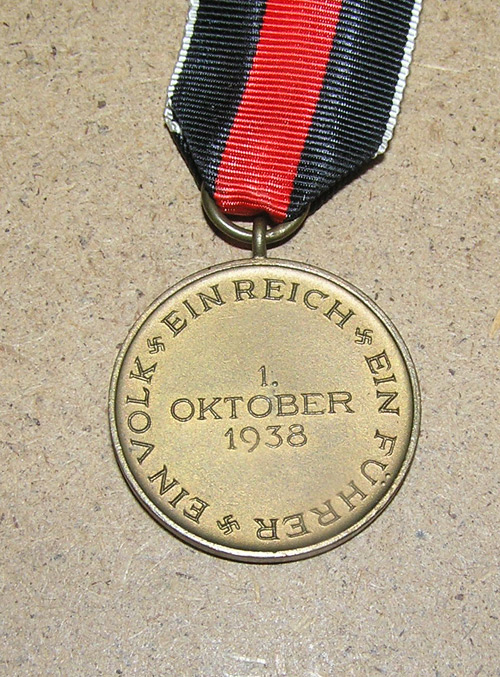 EIN VOLK
EIN REICH
EIN FÜHRER
1.
OKTOBER
1938